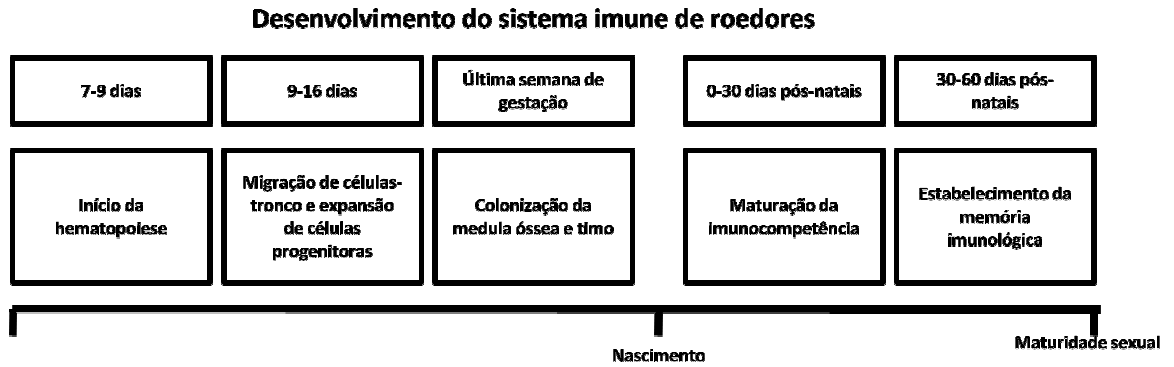 Desenvolvimento do sistema imune de roedores
7-9 dias
9-16 dias
Última semana de
gestação
0-30 dias pós-natais
30-60 dias pós-
natais
Início da
hematopoiese
Migração de células-
tronco e expansão
de células
progenitoras
Colonização da
medula óssea e timo
Maturação da
imunocompetência
Estabelecimento da
memória
imunológica
Nascimento
Maturidade sexual